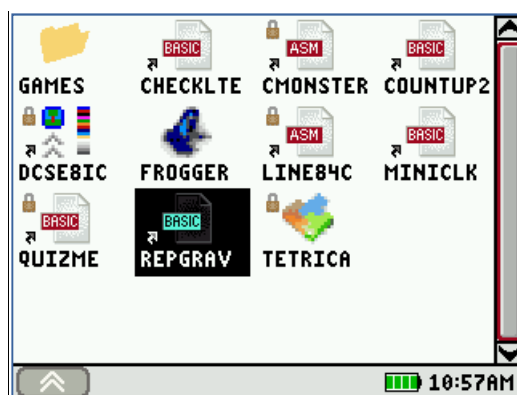 BASIC ASM BASIC
GAMES CHECKLTE CMONSTER COUNTUP2
ASM BASIC
DCSE8IC FROGGER LINE84C MINICLK
BASIC BASIC
QUIZME REPGRAV TETRICA
10:57AM